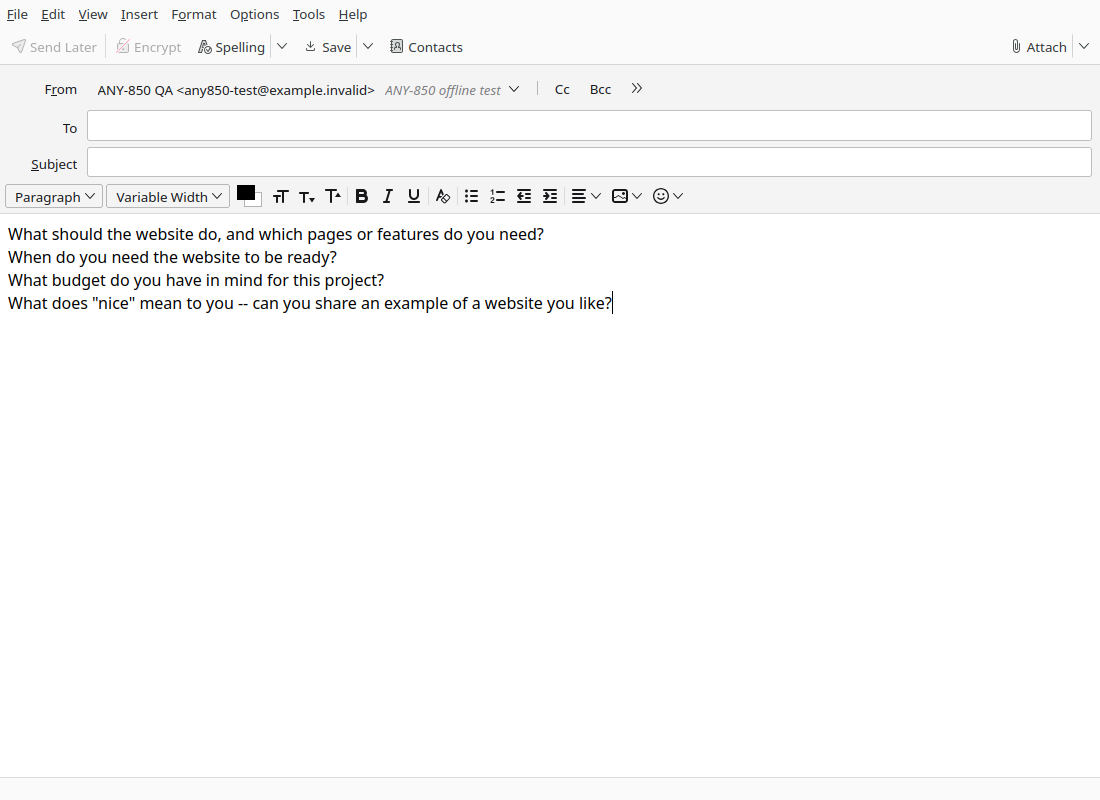 File Edit View Insert Format Options Tools Help
Send Later Encrypt Spelling Save Contacts Attach
From ANY-850 QA <any850-test@example.invalid> ANY-850 offline test Cc Bcc
To
Subject
Paragraph Variable Width
What should the website do, and which pages or features do you need?
When do you need the website to be ready?
What budget do you have in mind for this project?
What does "nice" mean to you -- can you share an example of a website you like?